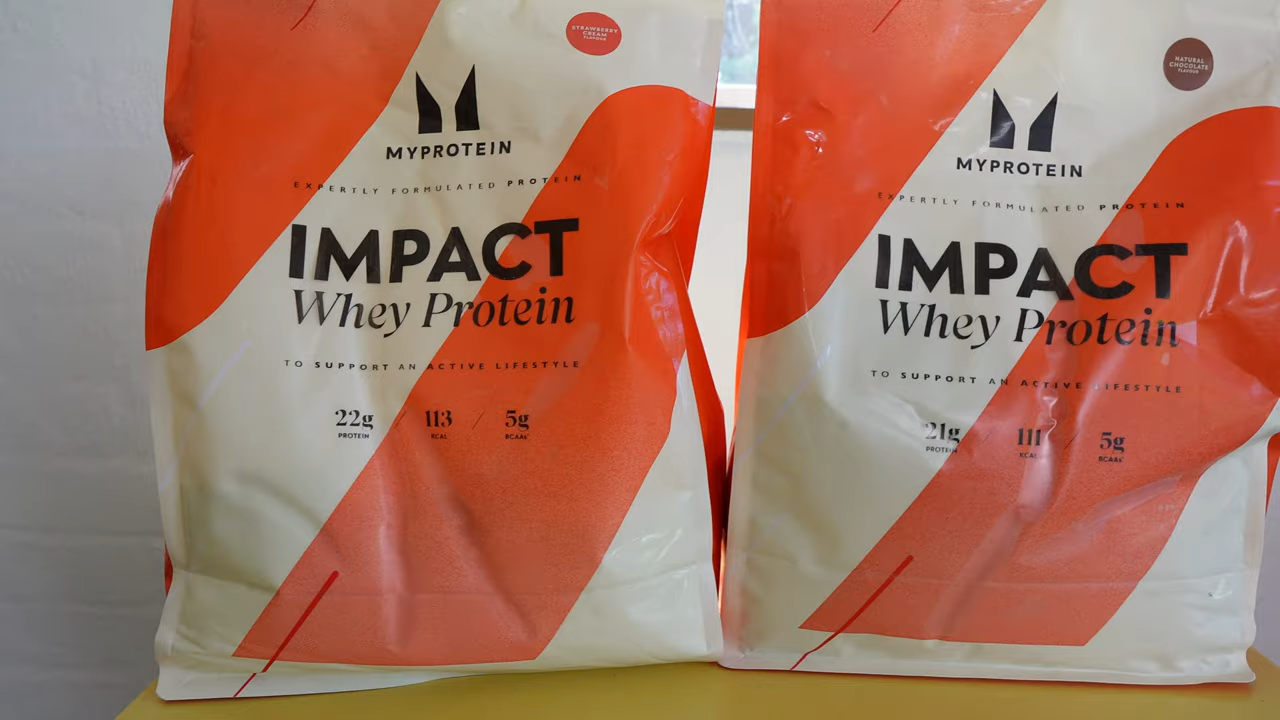 STRAWBERRY
CREAM
FLAVOUR
MYPROTEIN
EXPERTLY FORMULATED PROTEIN
IMPACT
Whey Protein
TO SUPPORT AN ACTIVE LIFESTYLE
22g / 113 / 5g
PROTEIN KCAL BCAAs*
NATURAL
CHOCOLATE
FLAVOUR
MYPROTEIN
EXPERTLY FORMULATED PROTEIN
IMPACT
Whey Protein
TO SUPPORT AN ACTIVE LIFESTYLE
21g / 111 / 5g
PROTEIN KCAL BCAAs*